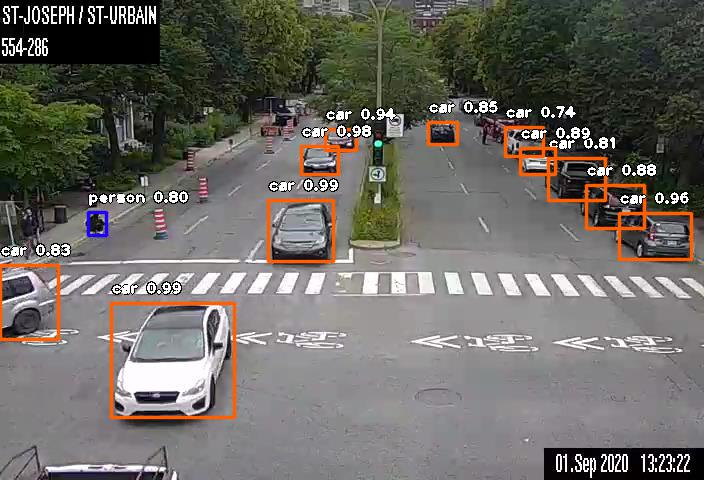 ST-JOSEPH / ST-URBAIN
554-286
car 0.94
car 0.98
car 0.85
car 0.74
car 0.89
car 0.81
car 0.88
car 0.96
car 0.99
person 0.80
car 0.83
car 0.99
01.Sep 2020 13:23:22